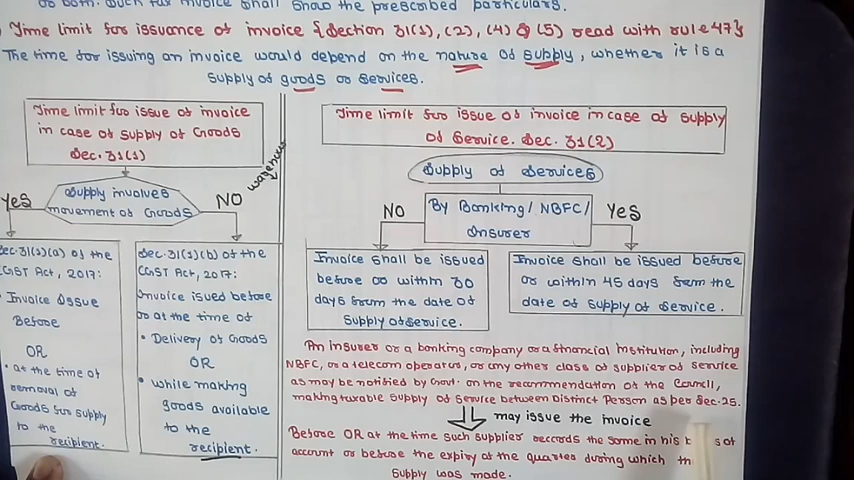 or both. Such tax invoice shall show the prescribed particulars.
Time limit for issuance of invoice {Section 31(1), (2), (4) & (5) read with rule 47}
The time for issuing an invoice would depend on the nature of supply, whether it is a
supply of goods or services.
Time limit for issue of invoice
in case of supply of Goods
Sec. 31(1)
Supply involves
movement of Goods
Yes
NO
Sec. 31(1)(a) of the
CGST Act, 2017:
Invoice issue
Before
OR
• at the time of
removal of
Goods for supply
to the
recipient.
Sec. 31(1)(b) of the
CGST Act, 2017:
Invoice isued before
or at the time of
• Delivery of Goods
OR
• while making
goods available
to the
recipient.
Time limit for issue of invoice in case of supply
of Service. Sec. 31(2)
Supply of Services
By Banking/NBFC/
Insurer
NO
Yes
Invoice shall be issued
before or within 30
days from the date of
supply of service.
Invoice shall be issued before
or within 45 days from the
date of supply of service.
An insurer or a banking company or a financial institution, including
NBFC, or a telecom operator, or any other class of supplier of service
as may be notified by Govt. on the recommendation of the Council,
making taxable supply of service between Distinct Person as per Sec-25.
may issue the invoice
Before OR at the time such supplier records the same in his of
account or before the expiry of the quarter during which
supply was made.